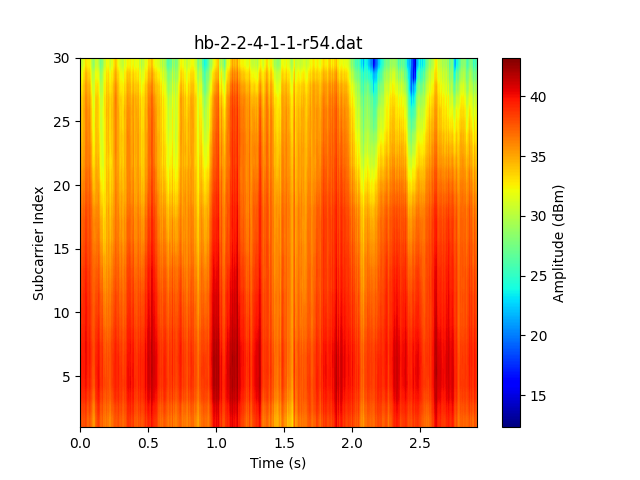 hb-2-2-4-1-1-r54.dat
30
25
20
15
10
5
Subcarrier Index
0.0 0.5 1.0 1.5 2.0 2.5
Time (s)
40
35
30
25
20
15
Amplitude (dBm)